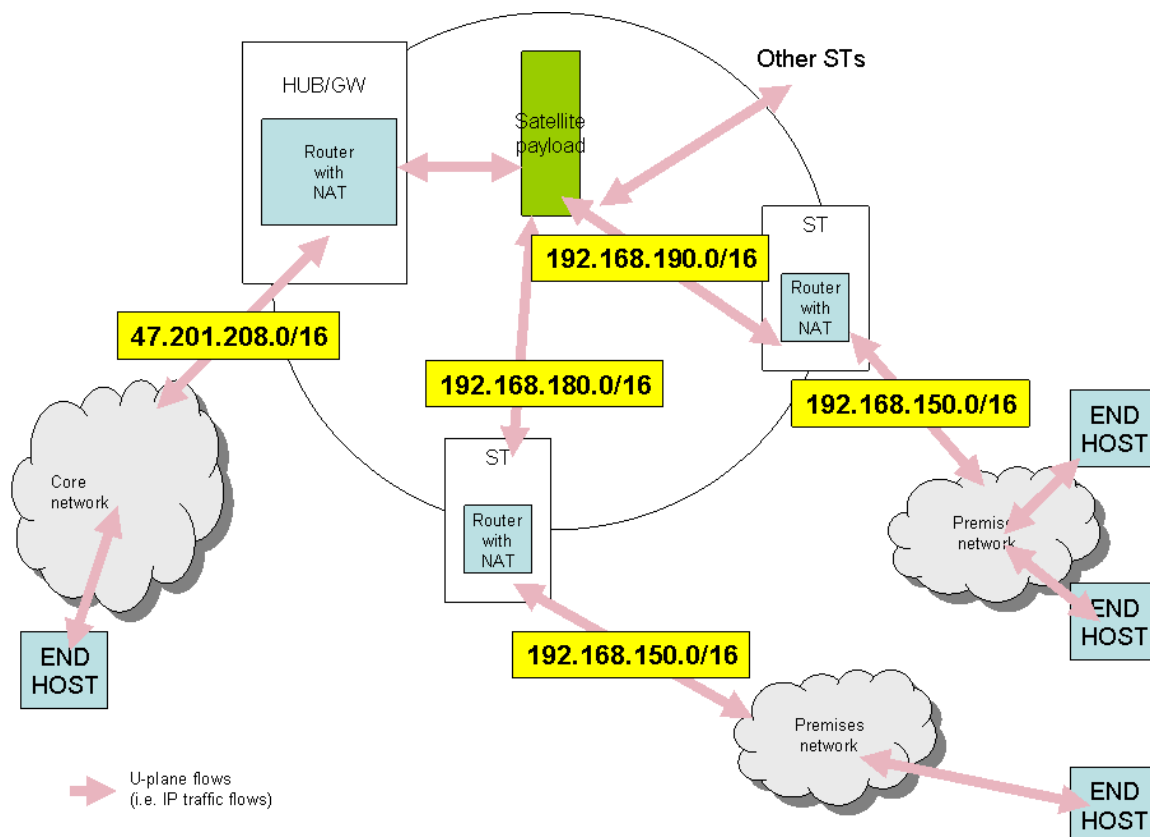 HUB/GW
Router
with
NAT
Satellite
payload
Other STs
ST
Router
with
NAT
192.168.190.0/16
47.201.208.0/16
192.168.180.0/16
192.168.150.0/16
ST
Router
with
NAT
Core
network
END
HOST
END
HOST
Premises
network
END
HOST
192.168.150.0/16
Premises
network
END
HOST
U-plane flows
(i.e. IP traffic flows)